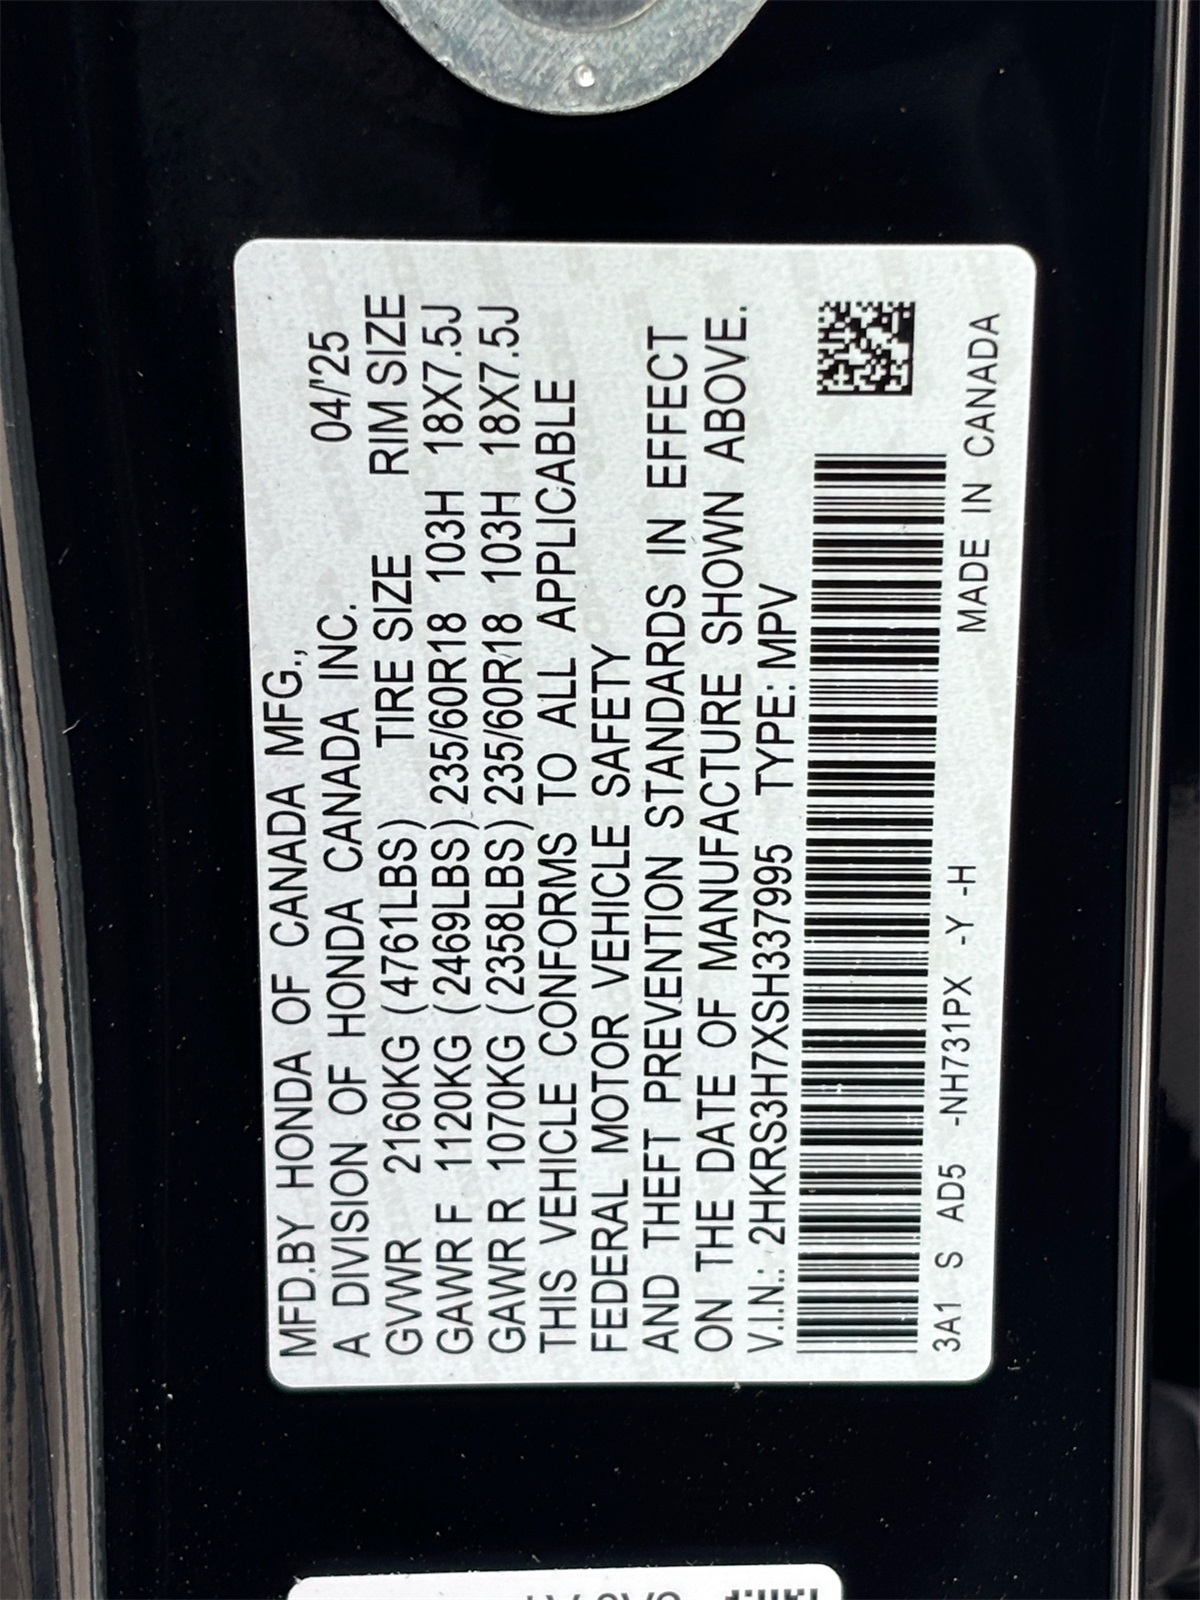 MFD.BY HONDA OF CANADA MFG.,
A DIVISION OF HONDA CANADA INC. 04/'25
GVWR 2160KG (4761LBS) TIRE SIZE RIM SIZE
GAWR F 1120KG (2469LBS) 235/60R18 103H 18X7.5J
GAWR R 1070KG (2358LBS) 235/60R18 103H 18X7.5J
THIS VEHICLE CONFORMS TO ALL APPLICABLE
FEDERAL MOTOR VEHICLE SAFETY
AND THEFT PREVENTION STANDARDS IN EFFECT
ON THE DATE OF MANUFACTURE SHOWN ABOVE.
V.I.N.: 2HKRS3H7XSH337995 TYPE: MPV
3A1 S AD5 -NH731PX -Y -H MADE IN CANADA